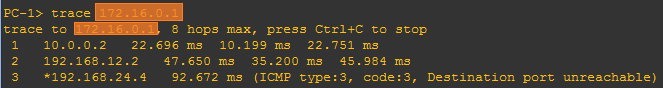 PC-1> trace 172.16.0.1
trace to 172.16.0.1, 8 hops max, press Ctrl+C to stop
1 10.0.0.2 22.696 ms 10.199 ms 22.751 ms
2 192.168.12.2 47.650 ms 35.200 ms 45.984 ms
3 *192.168.24.4 92.672 ms (ICMP type:3, code:3, Destination port unreachable)